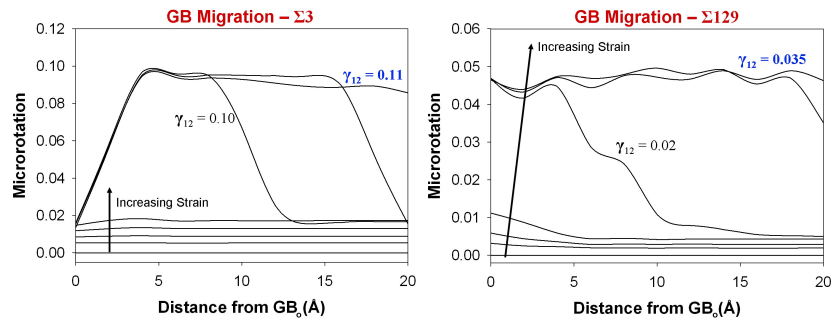 GB Migration – Σ3
0.12
0.10
0.08
0.06
0.04
0.02
0.00
Microrotation
γ12 = 0.11
γ12 = 0.10
Increasing Strain
0 5 10 15 20
Distance from GBo(Å)
GB Migration – Σ129
0.06
0.05
0.04
0.03
0.02
0.01
0.00
Microrotation
Increasing Strain
γ12 = 0.035
γ12 = 0.02
0 5 10 15 20
Distance from GBo(Å)